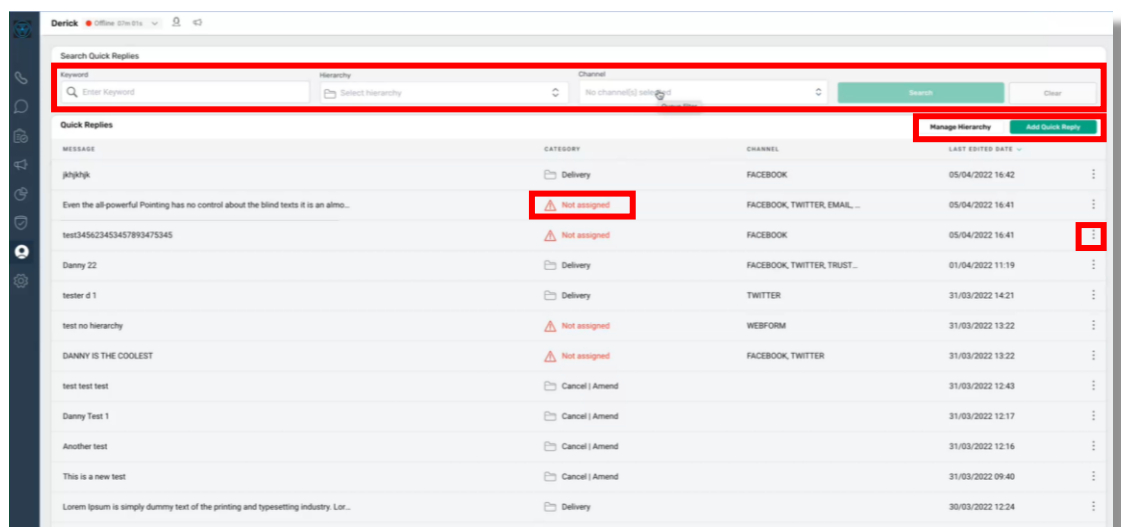 Derick Offline 07m:01s
Search Quick Replies
Keyword Hierarchy Channel
Enter Keyword Select hierarchy No channel(s) selected Search Clear
Quick Replies Manage Hierarchy Add Quick Reply
MESSAGE CATEGORY CHANNEL LAST EDITED DATE
jkhjkhjk Delivery FACEBOOK 05/04/2022 16:42
Even the all-powerful Pointing has no control about the blind texts it is an almo... Not assigned FACEBOOK, TWITTER, EMAIL, ... 05/04/2022 16:41
test345623453457893475345 Not assigned FACEBOOK 05/04/2022 16:41
Danny 22 Delivery FACEBOOK, TWITTER, TRUST... 01/04/2022 11:19
tester d 1 Delivery TWITTER 31/03/2022 14:21
test no hierarchy Not assigned WEBFORM 31/03/2022 13:22
DANNY IS THE COOLEST Not assigned FACEBOOK, TWITTER 31/03/2022 13:22
test test test Cancel | Amend 31/03/2022 12:43
Danny Test 1 Cancel | Amend 31/03/2022 12:17
Another test Cancel | Amend 31/03/2022 12:16
This is a new test Cancel | Amend 31/03/2022 09:40
Lorem Ipsum is simply dummy text of the printing and typesetting industry. Lor... Delivery 30/03/2022 12:24